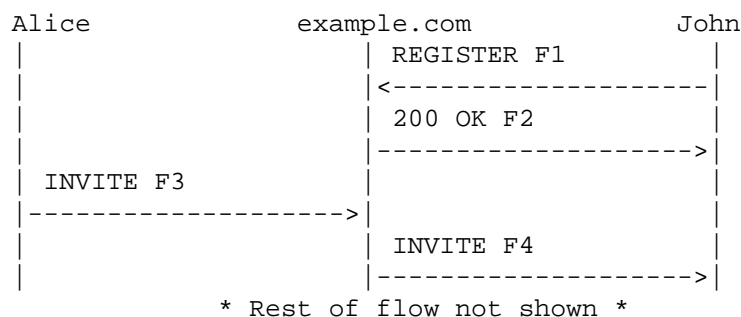 Alice example.com John
REGISTER F1
200 OK F2
INVITE F3
INVITE F4
* Rest of flow not shown *